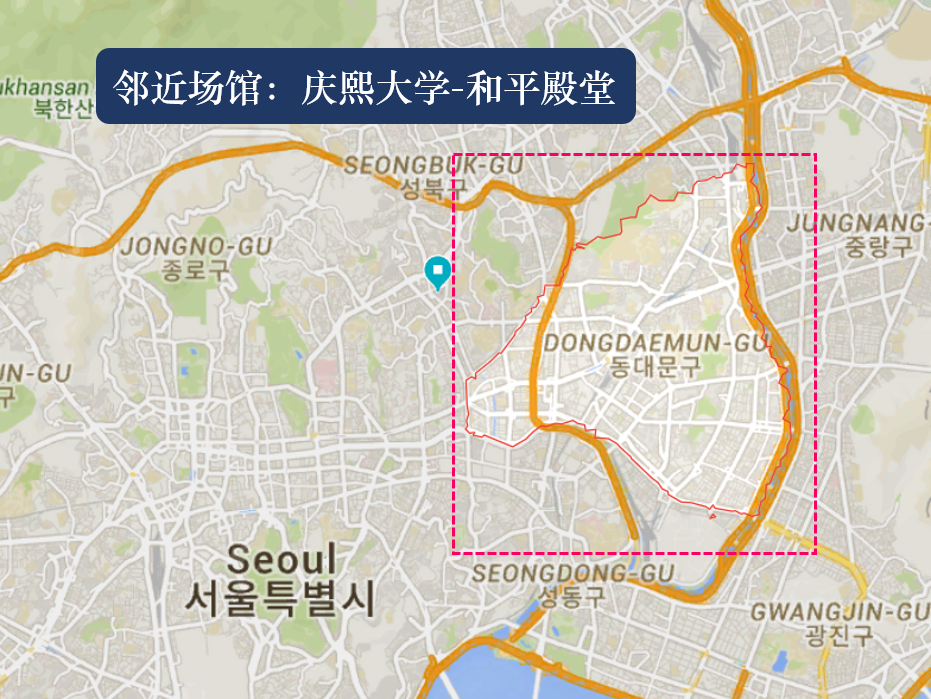 邻近场馆：庆熙大学-和平殿堂
ukhansan
북한산
SEONGBUK-GU
성북구
JUNGNANG-
중랑구
JONGNO-GU
종로구
DONGDAEMUN-GU
동대문구
UN-GU
구
Seoul
서울특별시
SEONGDONG-GU
성동구
GWANGJIN-GU
광진구